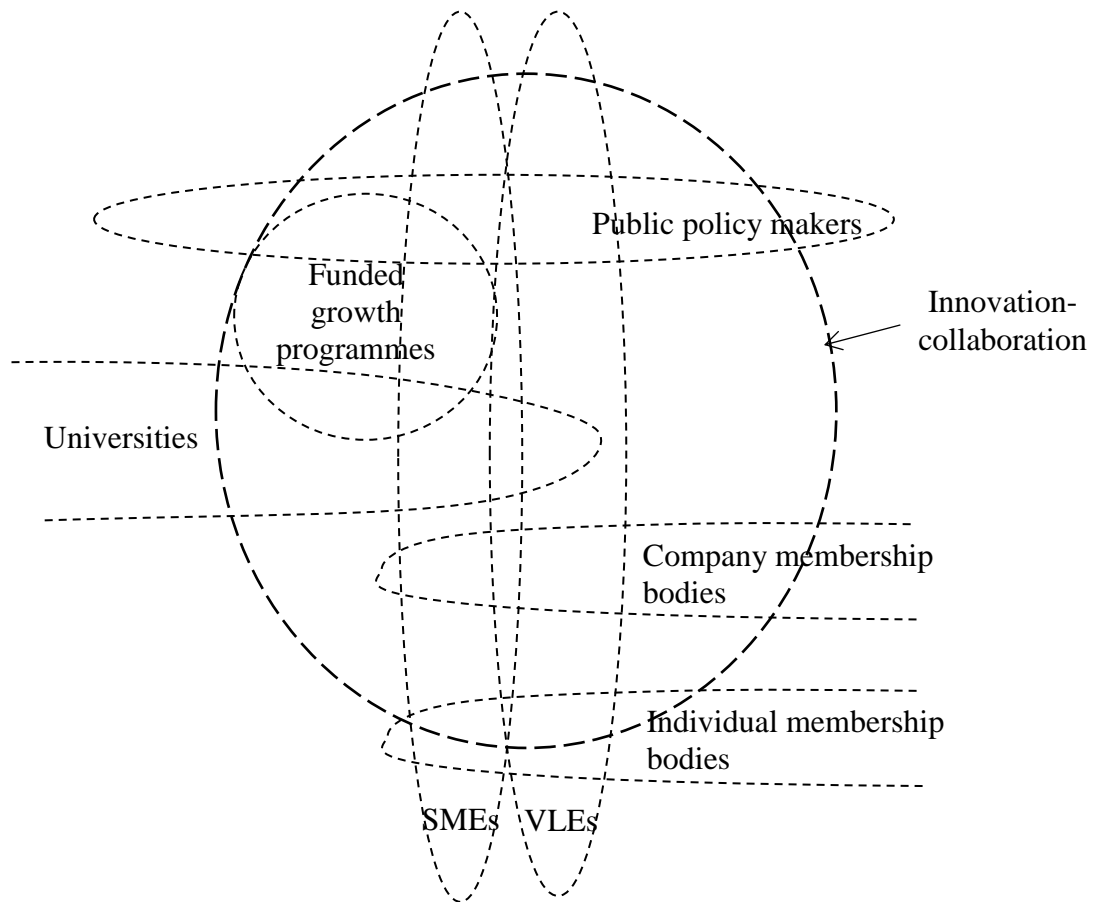 Public policy makers
Funded
growth
programmes
Innovation-
collaboration
Universities
Company membership
bodies
Individual membership
bodies
SMEs
VLEs